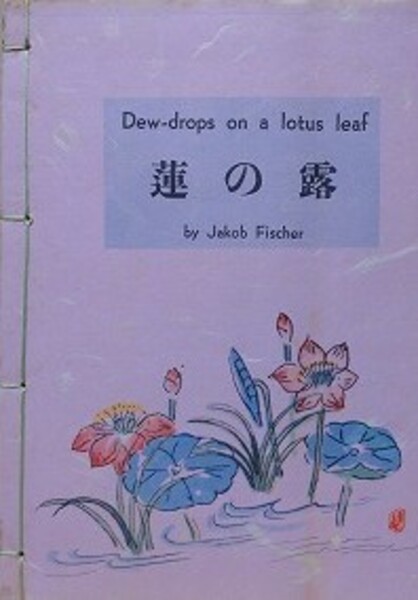 Dew-drops on a lotus leaf
蓮の露
by Jakob Fischer